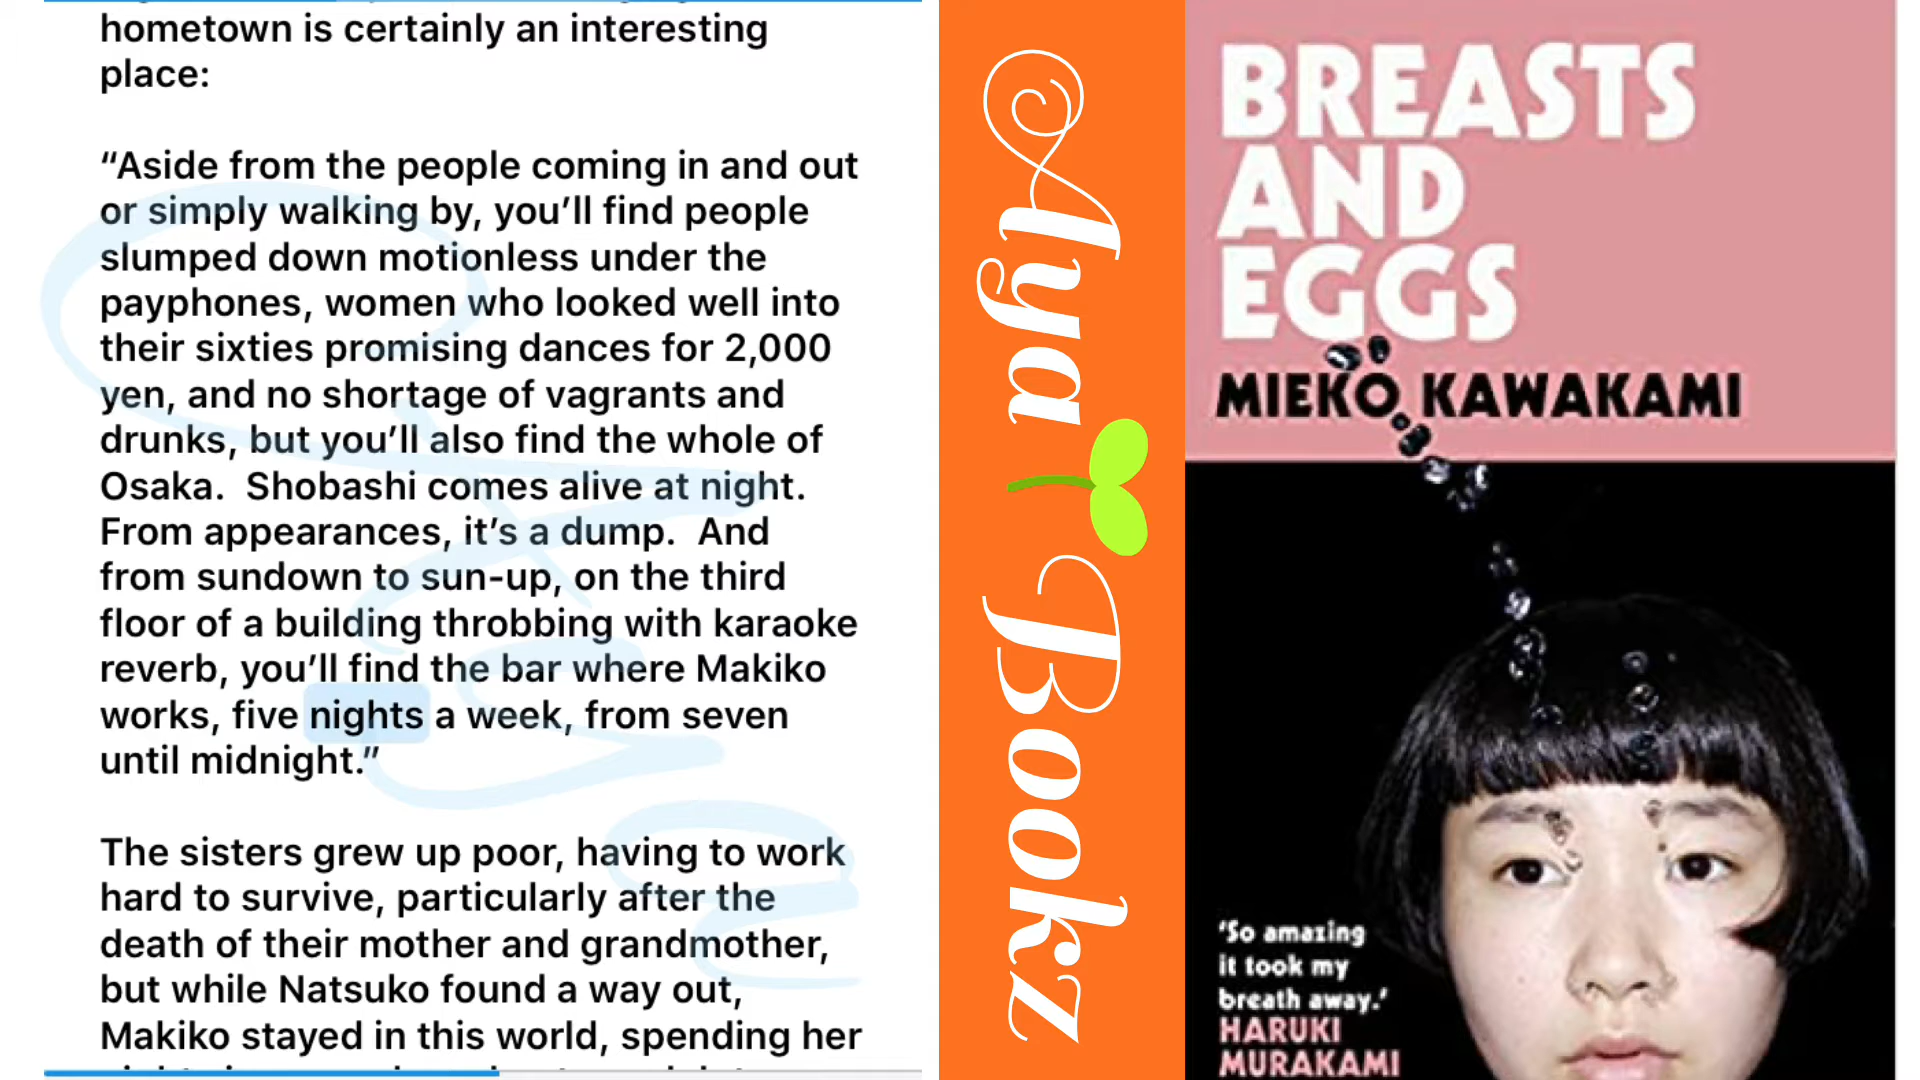 hometown is certainly an interesting
place:
“Aside from the people coming in and out
or simply walking by, you’ll find people
slumped down motionless under the
payphones, women who looked well into
their sixties promising dances for 2,000
yen, and no shortage of vagrants and
drunks, but you’ll also find the whole of
Osaka.  Shobashi comes alive at night.
From appearances, it’s a dump.  And
from sundown to sun-up, on the third
floor of a building throbbing with karaoke
reverb, you’ll find the bar where Makiko
works, five nights a week, from seven
until midnight.”
The sisters grew up poor, having to work
hard to survive, particularly after the
death of their mother and grandmother,
but while Natsuko found a way out,
Makiko stayed in this world, spending her
Aya Bookz
BREASTS
AND
EGGS
MIEKO KAWAKAMI
‘So amazing
it took my
breath away.’
HARUKI
MURAKAMI